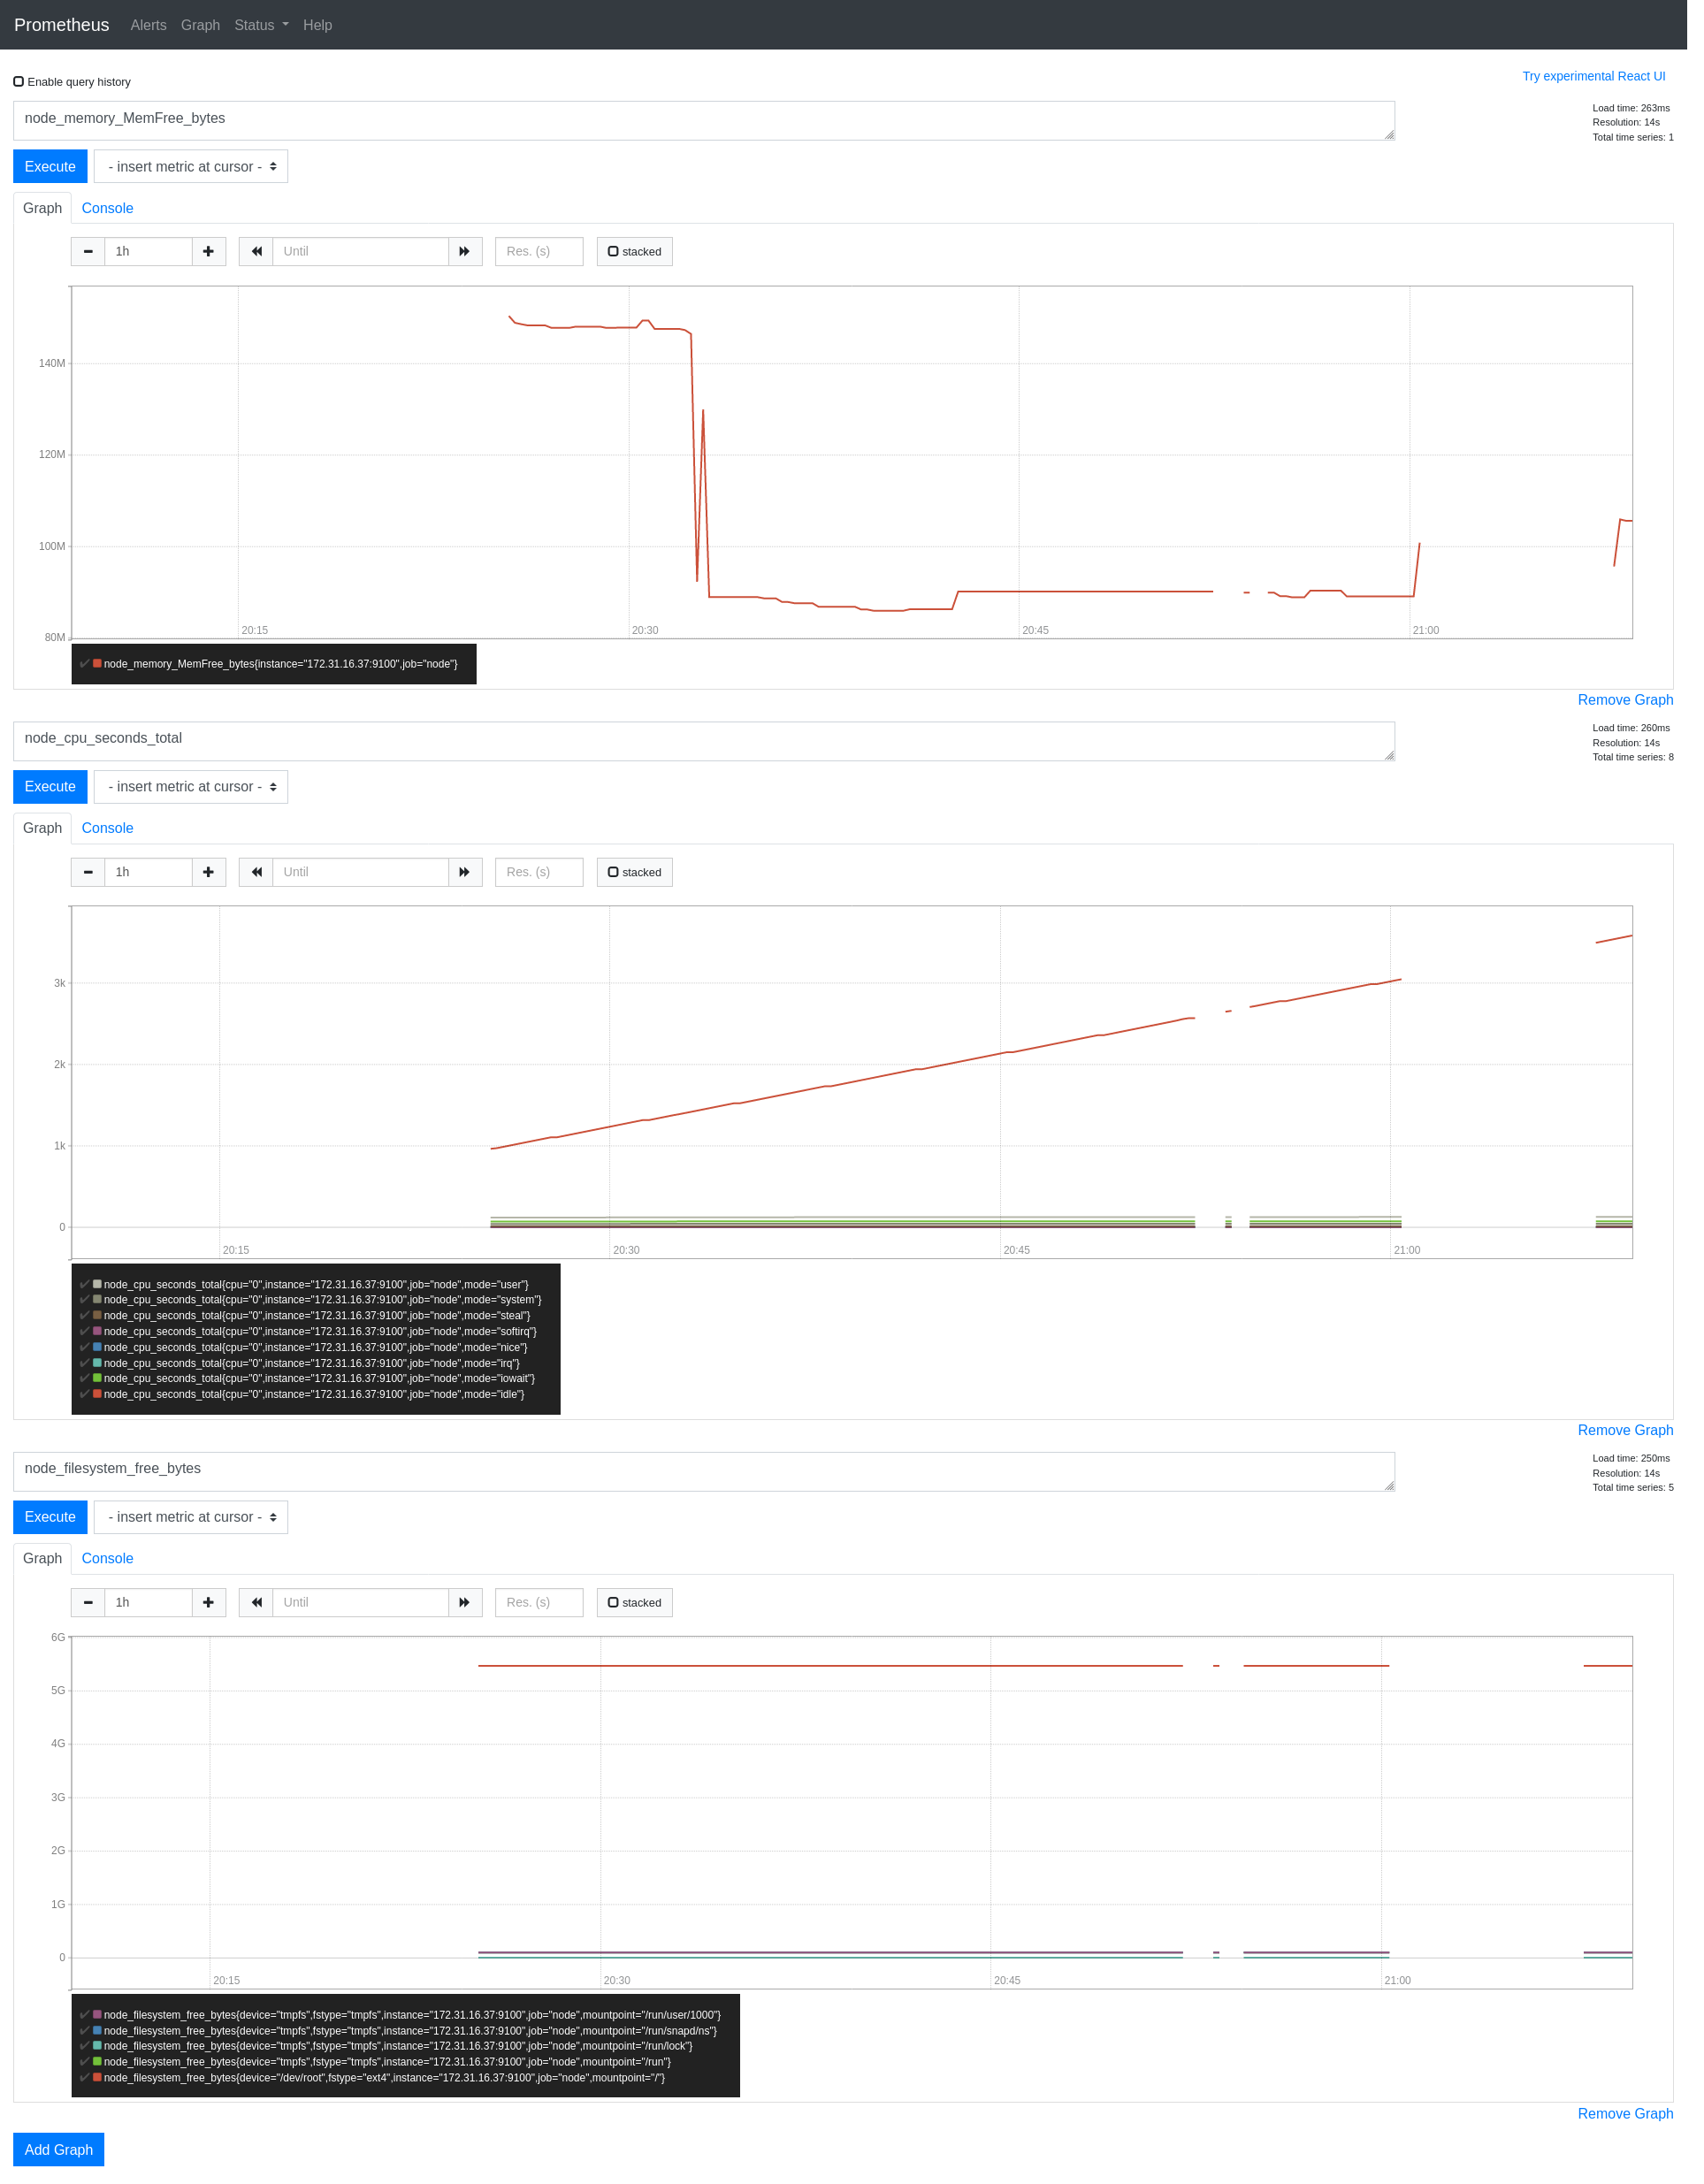 Prometheus Alerts Graph Status Help
Enable query history
Try experimental React UI
node_memory_MemFree_bytes
Load time: 263ms
Resolution: 14s
Total time series: 1
Execute - insert metric at cursor -
Graph Console
1h Until Res. (s) stacked
140M
120M
100M
80M
20:15 20:30 20:45 21:00
node_memory_MemFree_bytes{instance="172.31.16.37:9100",job="node"}
Remove Graph
node_cpu_seconds_total
Load time: 260ms
Resolution: 14s
Total time series: 8
Execute - insert metric at cursor -
Graph Console
1h Until Res. (s) stacked
3k
2k
1k
0
20:15 20:30 20:45 21:00
node_cpu_seconds_total{cpu="0",instance="172.31.16.37:9100",job="node",mode="user"}
node_cpu_seconds_total{cpu="0",instance="172.31.16.37:9100",job="node",mode="system"}
node_cpu_seconds_total{cpu="0",instance="172.31.16.37:9100",job="node",mode="steal"}
node_cpu_seconds_total{cpu="0",instance="172.31.16.37:9100",job="node",mode="softirq"}
node_cpu_seconds_total{cpu="0",instance="172.31.16.37:9100",job="node",mode="nice"}
node_cpu_seconds_total{cpu="0",instance="172.31.16.37:9100",job="node",mode="irq"}
node_cpu_seconds_total{cpu="0",instance="172.31.16.37:9100",job="node",mode="iowait"}
node_cpu_seconds_total{cpu="0",instance="172.31.16.37:9100",job="node",mode="idle"}
Remove Graph
node_filesystem_free_bytes
Load time: 250ms
Resolution: 14s
Total time series: 5
Execute - insert metric at cursor -
Graph Console
1h Until Res. (s) stacked
6G
5G
4G
3G
2G
1G
0
20:15 20:30 20:45 21:00
node_filesystem_free_bytes{device="tmpfs",fstype="tmpfs",instance="172.31.16.37:9100",job="node",mountpoint="/run/user/1000"}
node_filesystem_free_bytes{device="tmpfs",fstype="tmpfs",instance="172.31.16.37:9100",job="node",mountpoint="/run/snapd/ns"}
node_filesystem_free_bytes{device="tmpfs",fstype="tmpfs",instance="172.31.16.37:9100",job="node",mountpoint="/run/lock"}
node_filesystem_free_bytes{device="tmpfs",fstype="tmpfs",instance="172.31.16.37:9100",job="node",mountpoint="/run"}
node_filesystem_free_bytes{device="/dev/root",fstype="ext4",instance="172.31.16.37:9100",job="node",mountpoint="/"}
Remove Graph
Add Graph